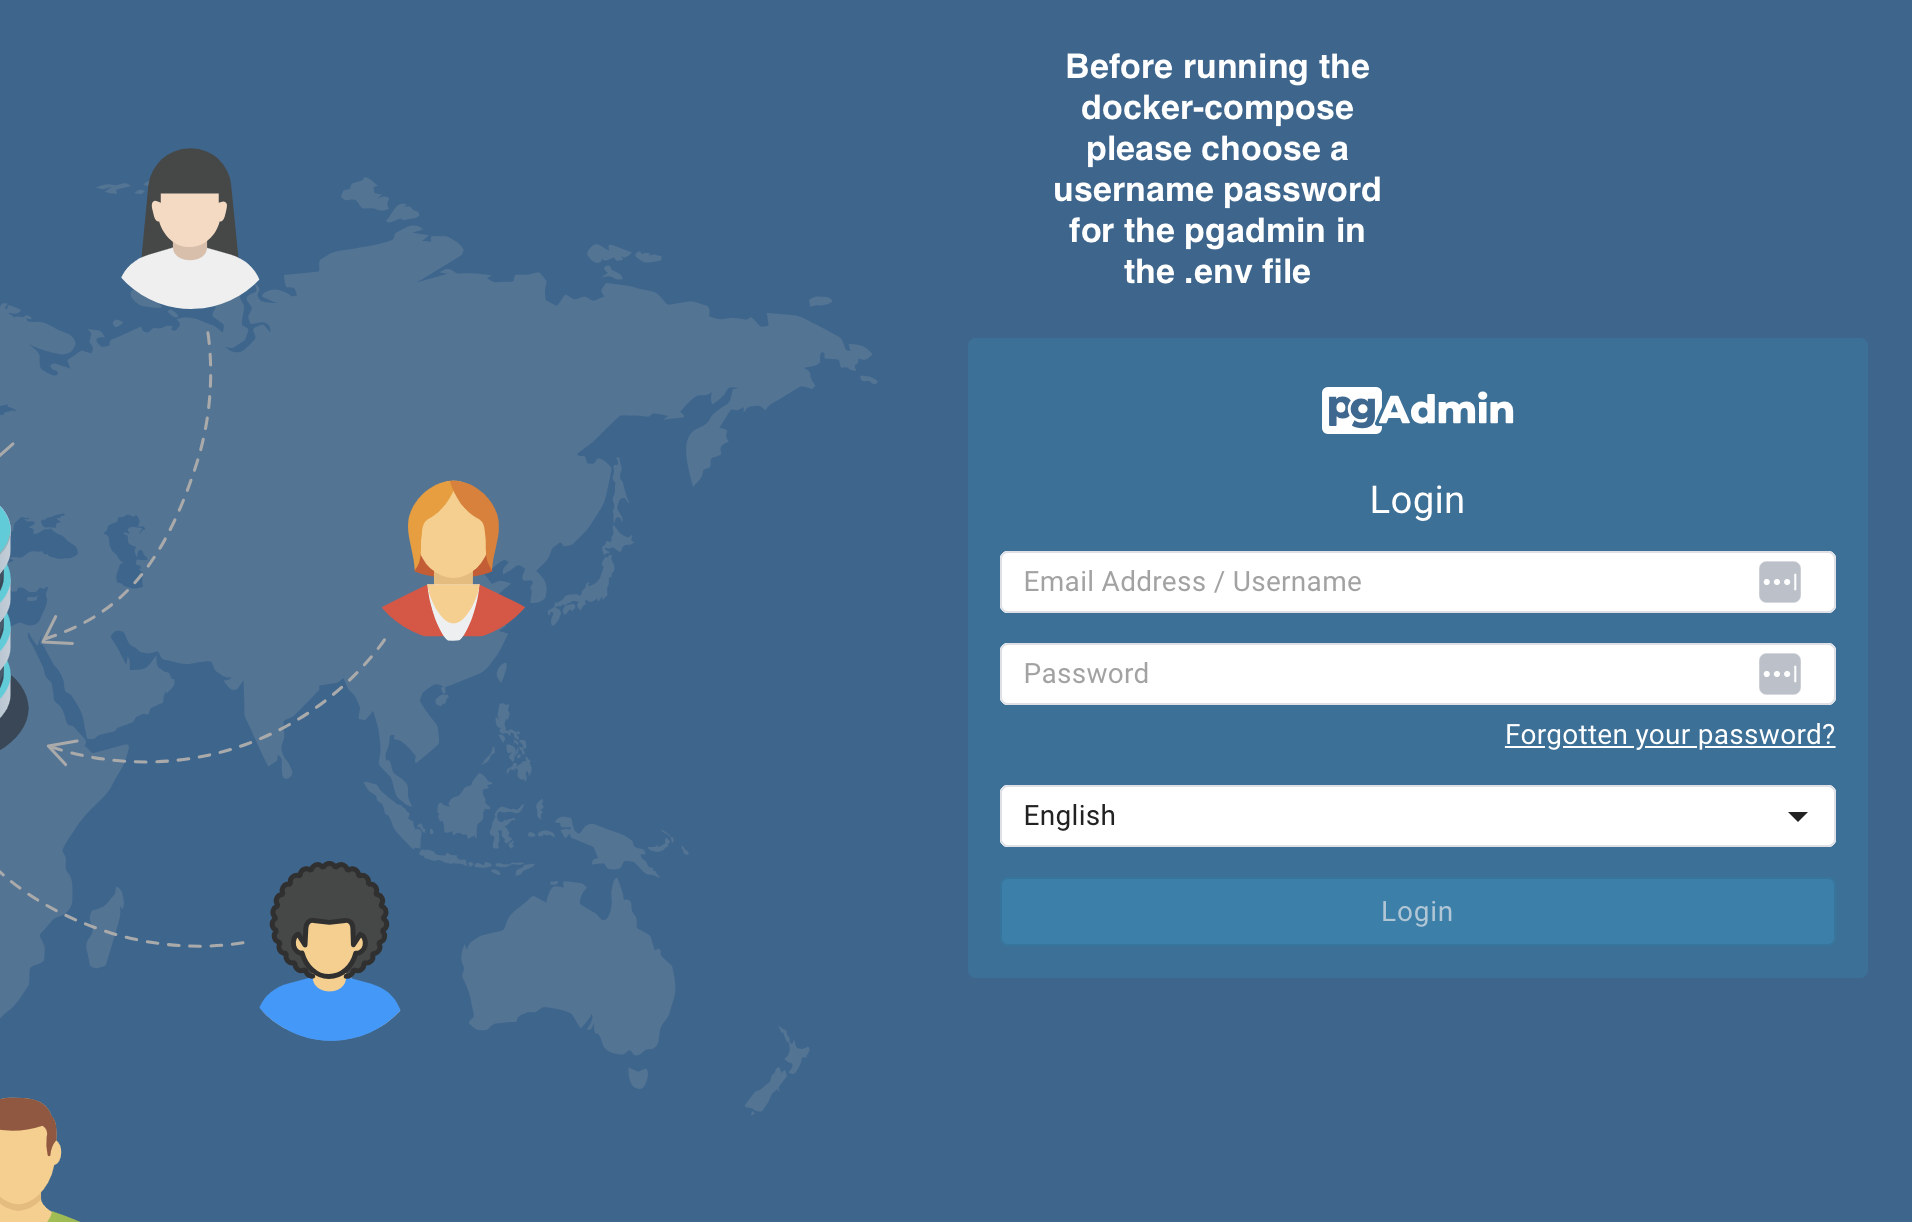 Before running the
docker-compose
please choose a
username password
for the pgadmin in
the .env file
pgAdmin
Login
Email Address / Username
Password
Forgotten your password?
English
Login